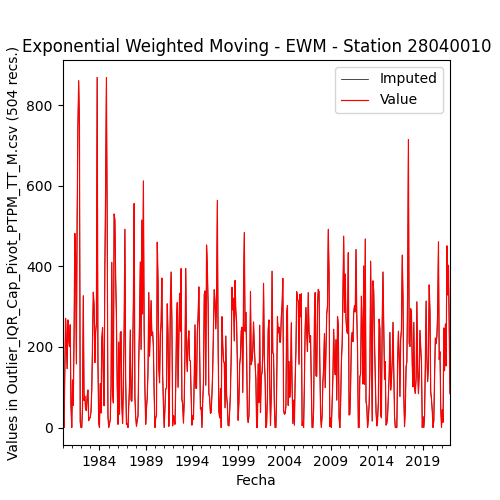 Exponential Weighted Moving - EWM - Station 28040010
Imputed
Value
Values in Outlier_IQR_Cap_Pivot_PTPM_TT_M.csv (504 recs.)
800
600
400
200
0
1984 1989 1994 1999 2004 2009 2014 2019
Fecha